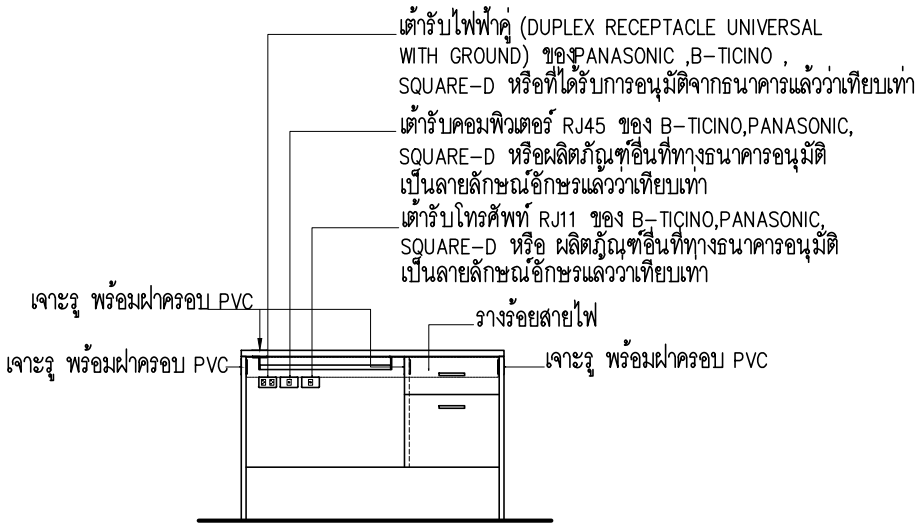 เต้ารับไฟฟ้าคู่ (DUPLEX RECEPTACLE UNIVERSAL
WITH GROUND) ของPANASONIC ,B-TICINO ,
SQUARE-D หรือที่ได้รับการอนุมัติจากธนาคารแล้วว่าเทียบเท่า
เต้ารับคอมพิวเตอร์ RJ45 ของ B-TICINO,PANASONIC,
SQUARE-D หรือผลิตภัณฑ์อื่นที่ทางธนาคารอนุมัติ
เป็นลายลักษณ์อักษรแล้วว่าเทียบเท่า
เต้ารับโทรศัพท์ RJ11 ของ B-TICINO,PANASONIC,
SQUARE-D หรือ ผลิตภัณฑ์อื่นที่ทางธนาคารอนุมัติ
เป็นลายลักษณ์อักษรแล้วว่าเทียบเทา
เจาะรู พร้อมฝาครอบ PVC
รางร้อยสายไฟ
เจาะรู พร้อมฝาครอบ PVC
เจาะรู พร้อมฝาครอบ PVC